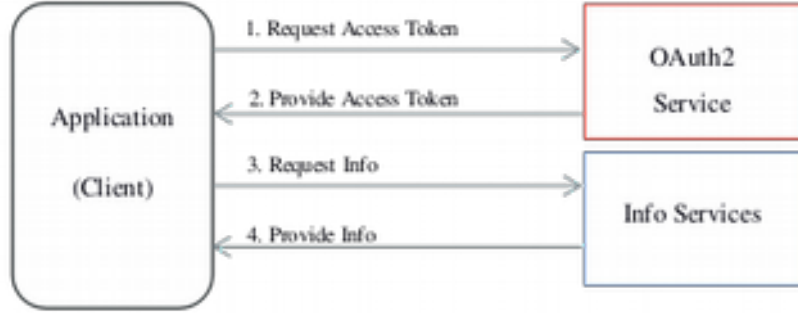 1. Request Access Token
OAuth2
Service
2. Provide Access Token
Application
(Client)
3. Request Info
Info Services
4. Provide Info